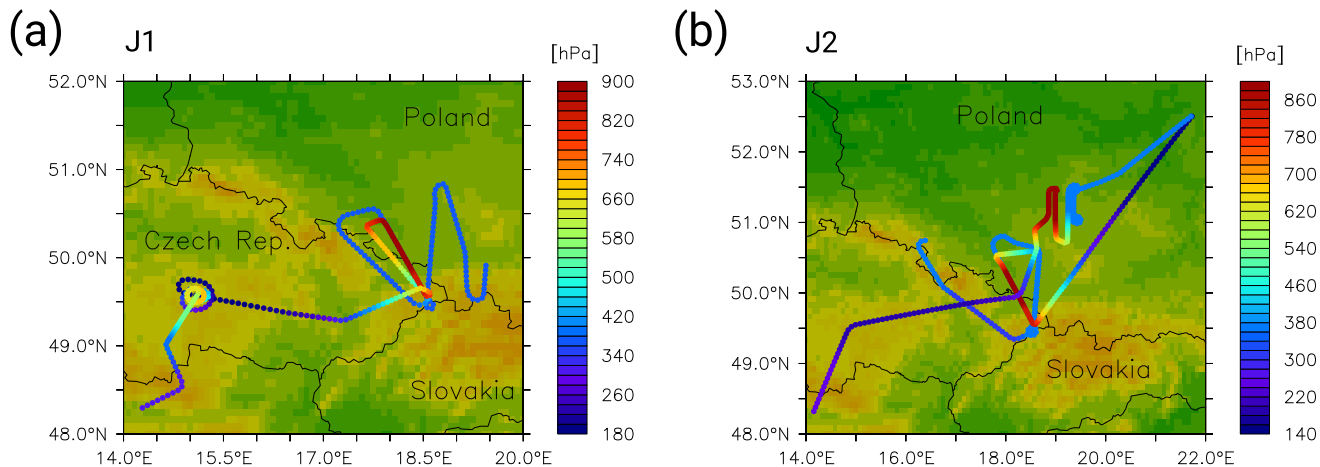 (a)
J1
[hPa]
52.0°N
51.0°N
50.0°N
49.0°N
48.0°N
14.0°E
15.5°E
17.0°E
18.5°E
20.0°E
Poland
Czech Rep.
Slovakia
900
820
740
660
580
500
420
340
260
180
(b)
J2
[hPa]
53.0°N
52.0°N
51.0°N
50.0°N
49.0°N
48.0°N
14.0°E
16.0°E
18.0°E
20.0°E
22.0°E
Poland
Slovakia
860
780
700
620
540
460
380
300
220
140